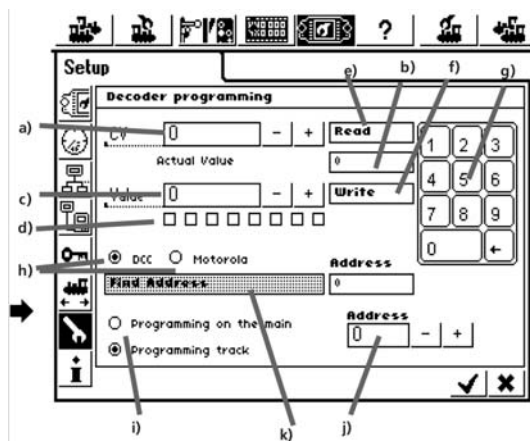 ?
Setup
e)
b)
f)
g)
Decoder programming
a)
CV 0 - +
Read
1 2 3
Actual Value
0
c)
Value 0 - +
Write
4 5 6
d)
7 8 9
h)
DCC Motorola
Address
0 ←
Find Address
0
Programming on the main
Address
0 - +
Programming track
i)
k)
j)